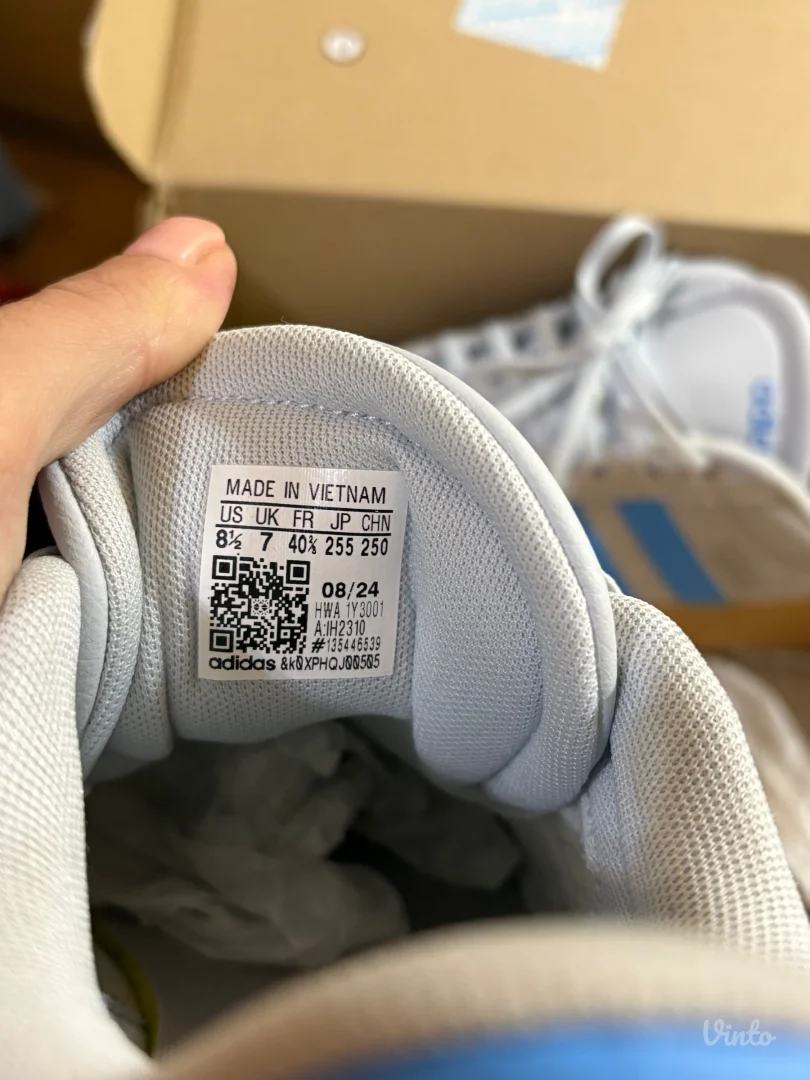 MADE IN VIETNAM
US UK FR JP CHN
8½ 7 40⅔ 255 250
08/24
HWA 1Y3001
A:IH2310
#135446539
adidas &k0XPHQJ00505
Vinto